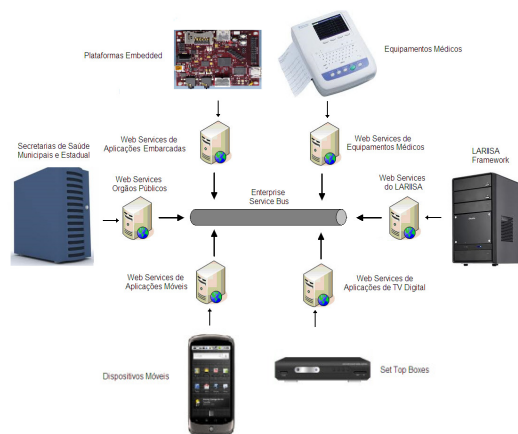 Plataformas Embedded
Equipamentos Médicos
Web Services de
Aplicações Embarcadas
Web Services de
Equipamentos Médicos
Secretarias de Saúde
Municipais e Estadual
LARIISA
Framework
Web Services
Orgãos Públicos
Web Services
do LARIISA
Enterprise
Service Bus
Web Services de
Aplicações Móveis
Web Services de
Aplicações de TV Digital
Dispositivos Móveis
Set Top Boxes